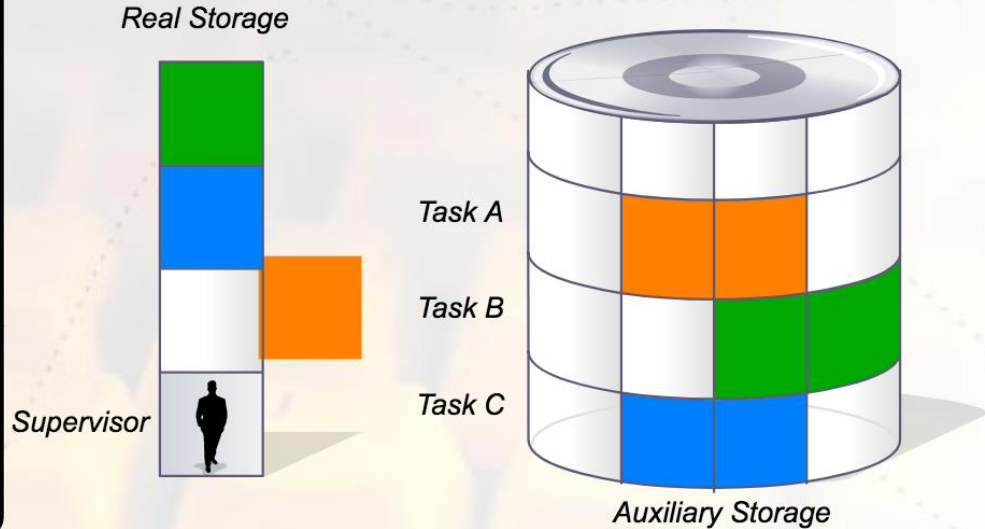 Real Storage
Task A
Task B
Task C
Supervisor
Auxiliary Storage